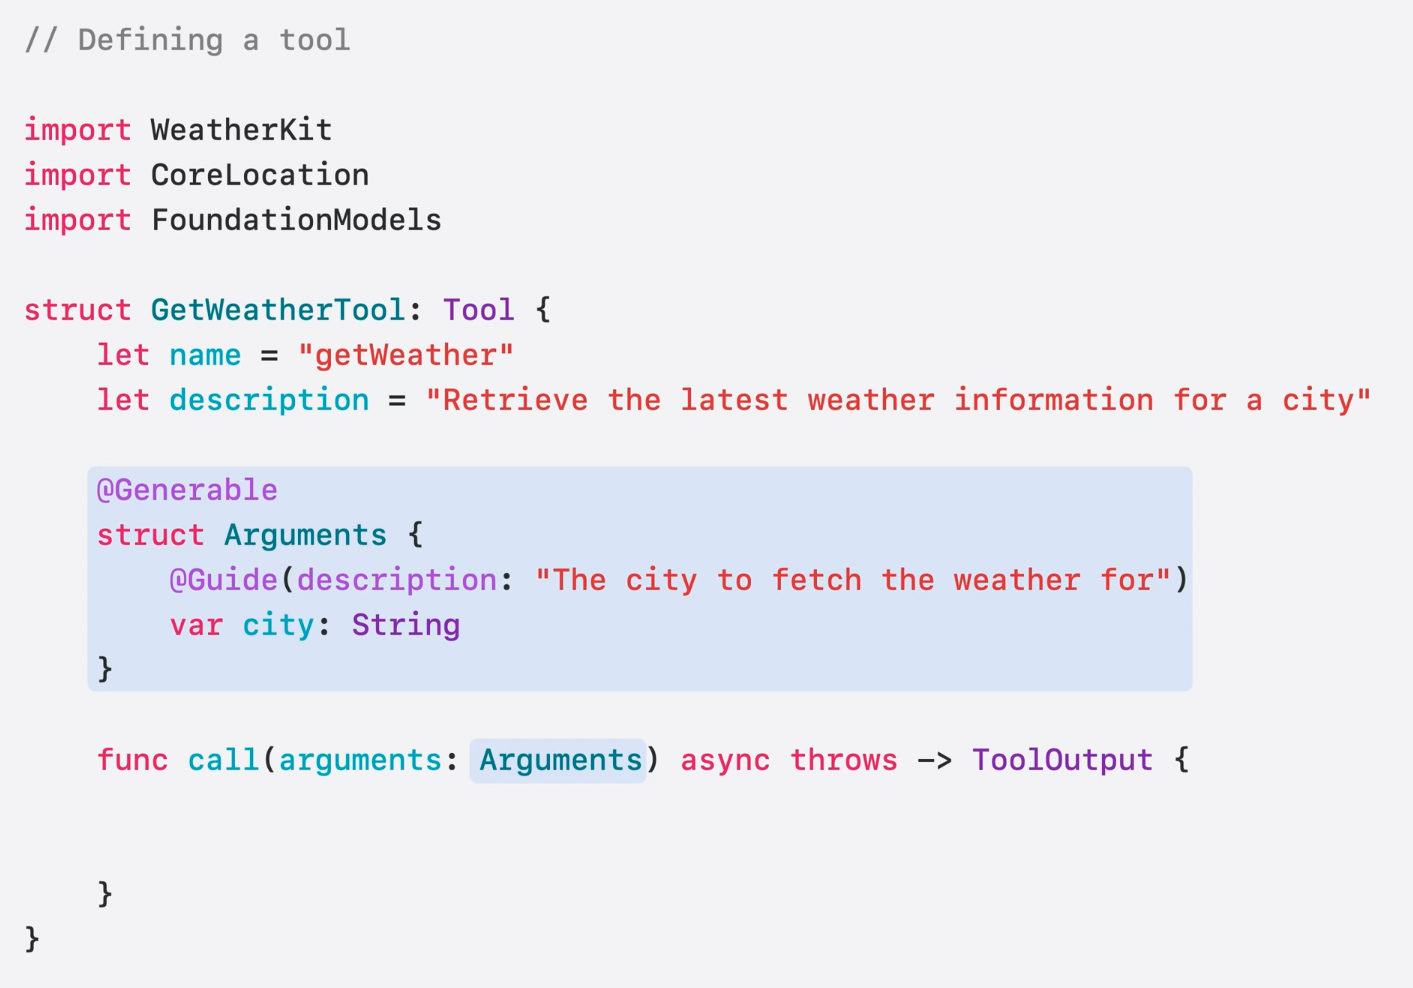 // Defining a tool
import WeatherKit
import CoreLocation
import FoundationModels
struct GetWeatherTool: Tool {
    let name = "getWeather"
    let description = "Retrieve the latest weather information for a city"
    @Generable
    struct Arguments {
        @Guide(description: "The city to fetch the weather for")
        var city: String
    }
    func call(arguments: Arguments) async throws -> ToolOutput {
    }
}